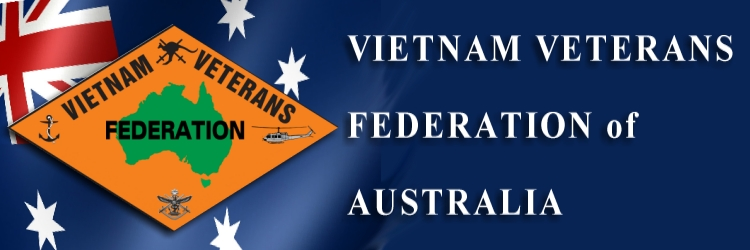 VIETNAM VETERANS
FEDERATION
VIETNAM VETERANS
FEDERATION of
AUSTRALIA